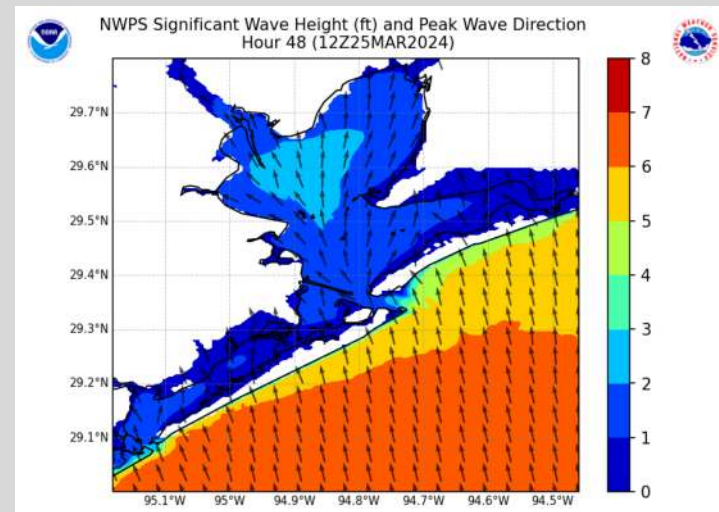 NWPS Significant Wave Height (ft) and Peak Wave Direction
Hour 48 (12Z25MAR2024)
NOAA
8
7
6
5
4
3
2
1
0
29.7°N
29.6°N
29.5°N
29.4°N
29.3°N
29.2°N
29.1°N
95.1°W 95°W 94.9°W 94.8°W 94.7°W 94.6°W 94.5°W